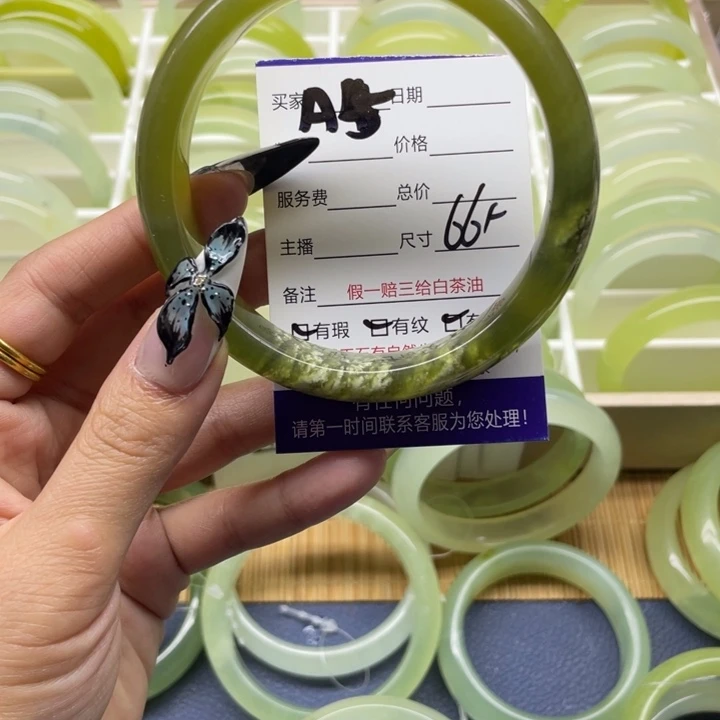 买家 A5 日期
价格
服务费 总价
主播 尺寸 66+
备注 假一赔三给白茶油
有瑕 有纹
有任何问题，
请第一时间联系客服为您处理！